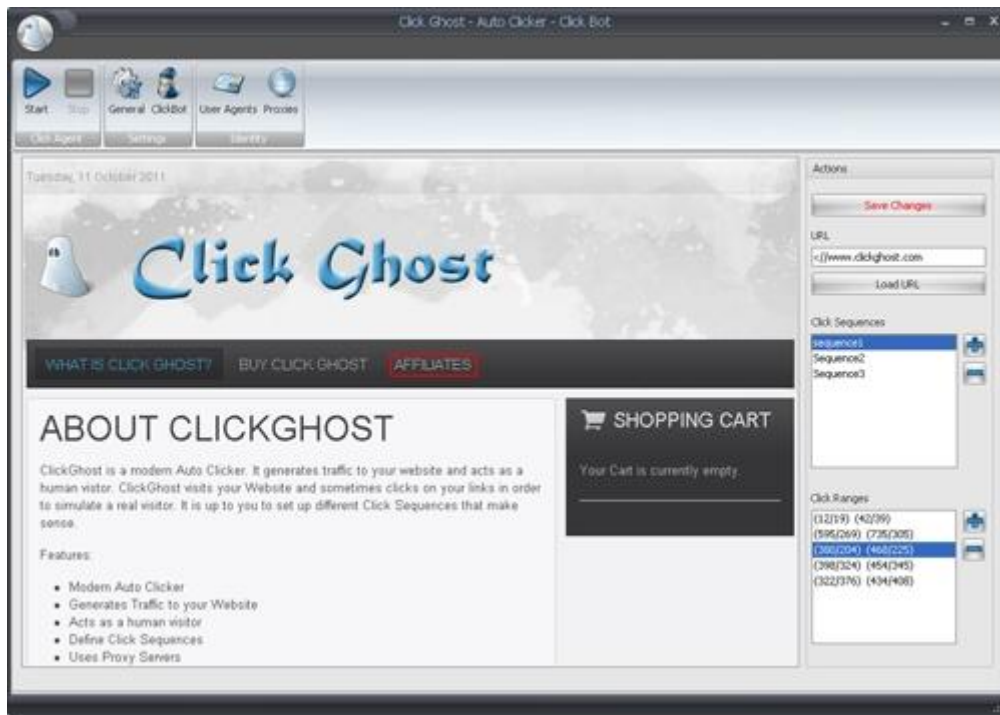 Click Ghost - Auto Clicker - Click Bot
Start Stop General ClickBot User Agents Proxies
Click Agent Settings Identity
Tuesday, 11 October 2011
Click Ghost
WHAT IS CLICK GHOST? BUY CLICK GHOST AFFILIATES
ABOUT CLICKGHOST
ClickGhost is a modern Auto Clicker. It generates traffic to your website and acts as a
human vistor. ClickGhost visits your Website and sometimes clicks on your links in order
to simulate a real visitor. It is up to you to set up different Click Sequences that make
sense.
Features:
Modern Auto Clicker
Generates Traffic to your Website
Acts as a human visitor
Define Click Sequences
Uses Proxy Servers
SHOPPING CART
Your Cart is currently empty.
Actions
Save Changes
URL
://www.clickghost.com
Load URL
Click Sequences
sequence1
Sequence2
Sequence3
Click Ranges
(12/19) (42/39)
(595/269) (735/305)
(380/204) (468/225)
(398/324) (454/345)
(322/376) (434/408)